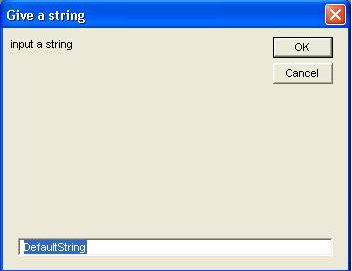 Give a string
input a string
OK
Cancel
DefaultString